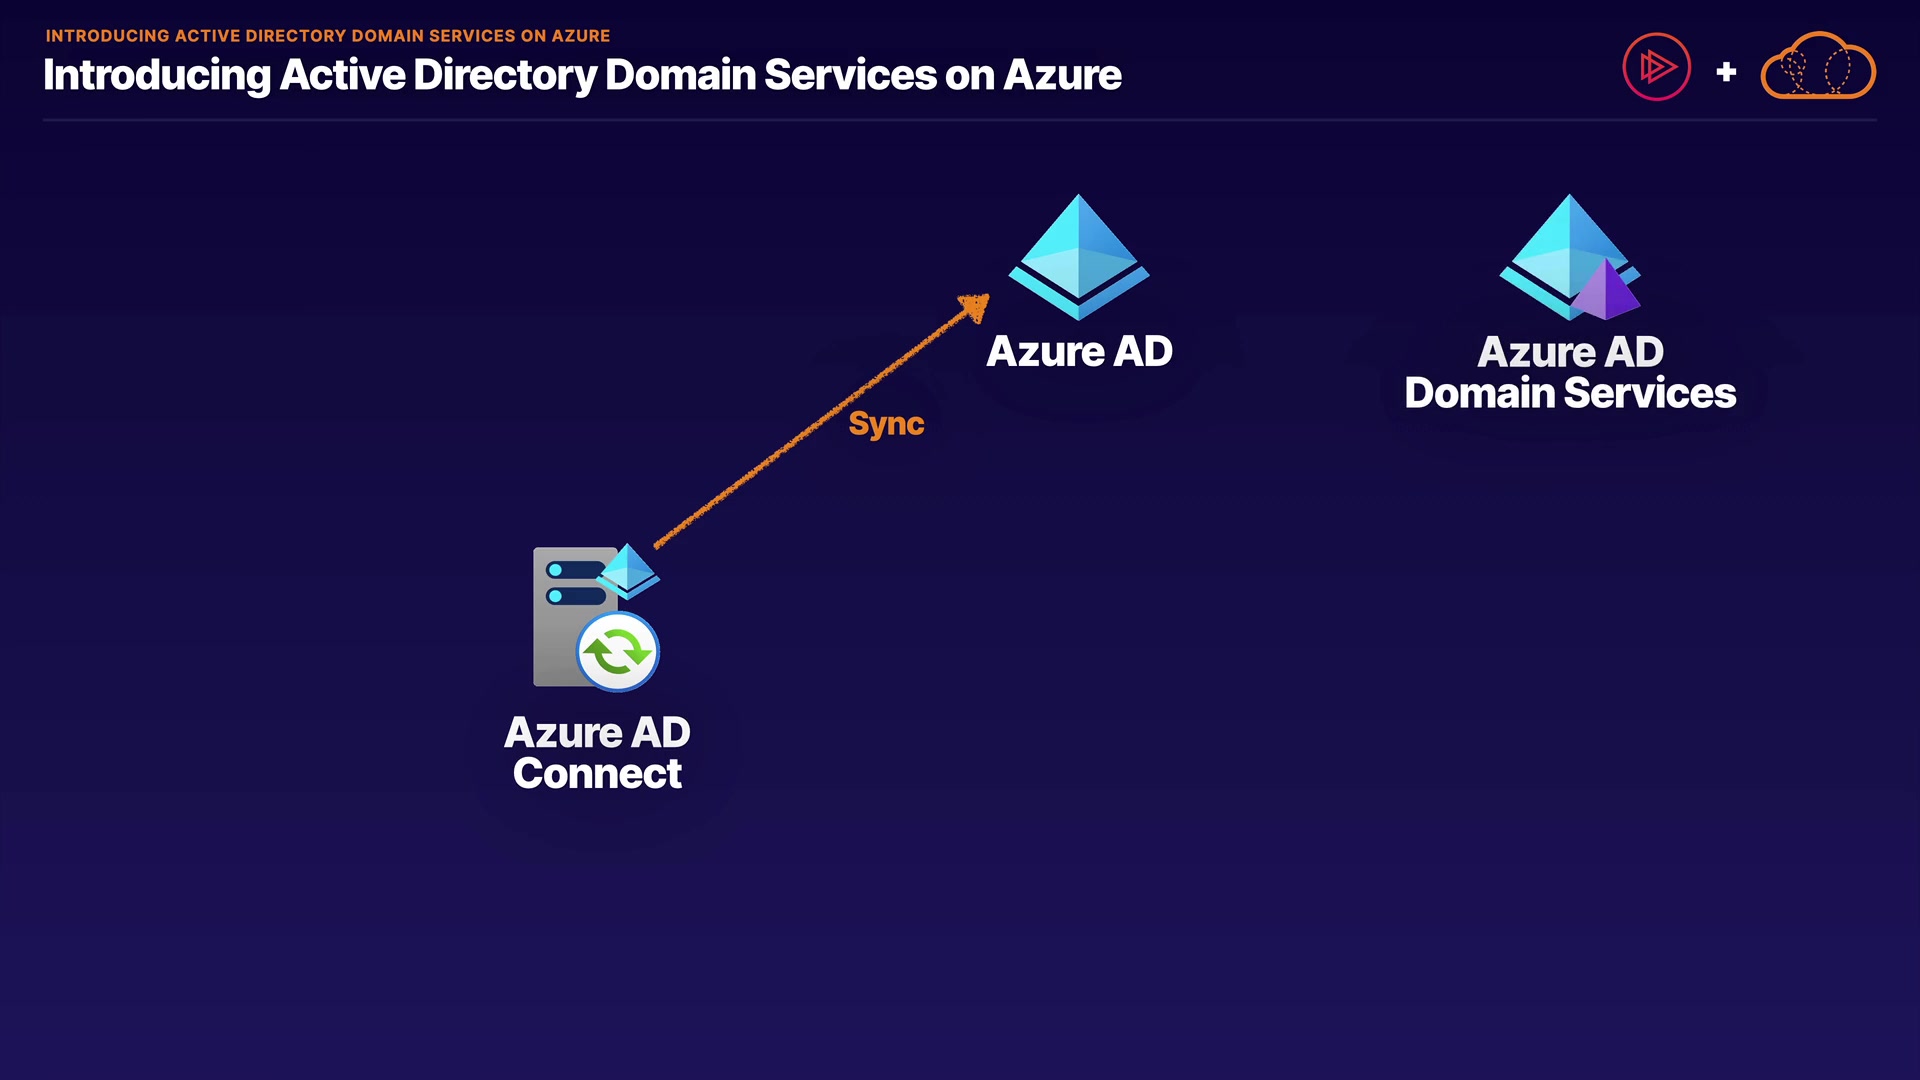 INTRODUCING ACTIVE DIRECTORY DOMAIN SERVICES ON AZURE
Introducing Active Directory Domain Services on Azure
+
Azure AD
Azure AD
Domain Services
Sync
Azure AD
Connect